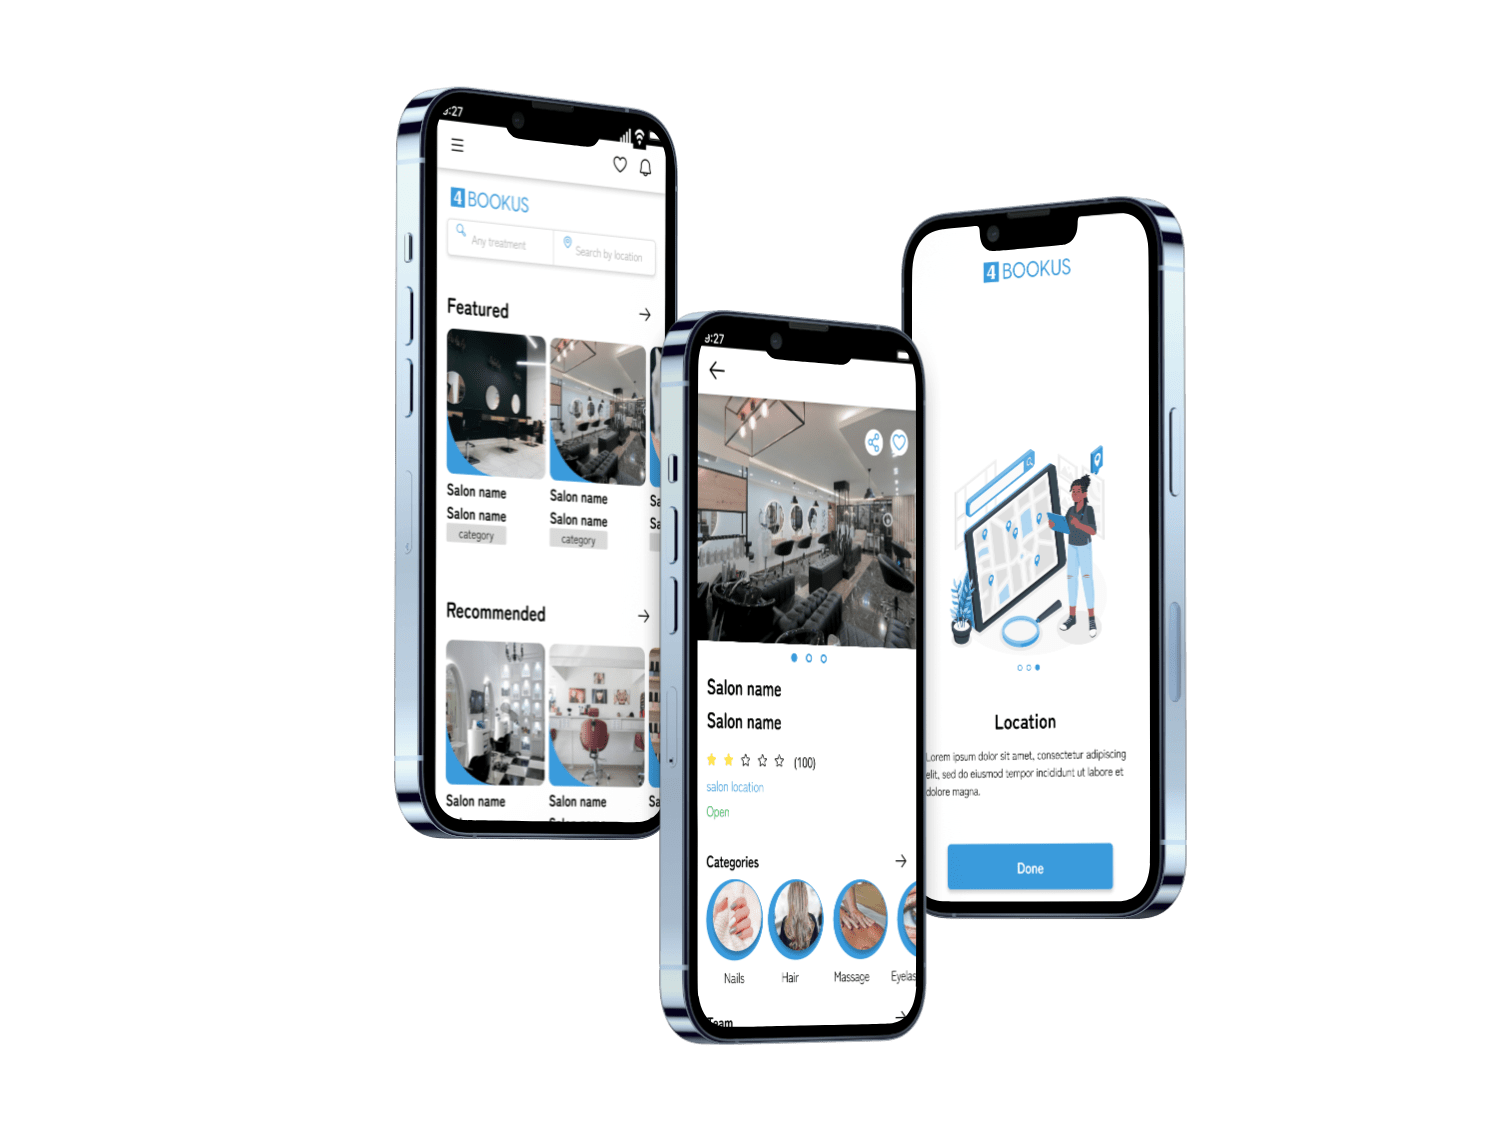 9:27
4 BOOKUS
Any treatment
Search by location
Featured
Salon name
Salon name
category
Salon name
Salon name
category
Sa
Sa
Recommended
Salon name
Salon name
Sa
9:27
Salon name
Salon name
(100)
salon location
Open
Categories
Nails
Hair
Massage
Eyelas
Team
4 BOOKUS
Location
Lorem ipsum dolor sit amet, consectetur adipiscing
elit, sed do eiusmod tempor incididunt ut labore et
dolore magna.
Done